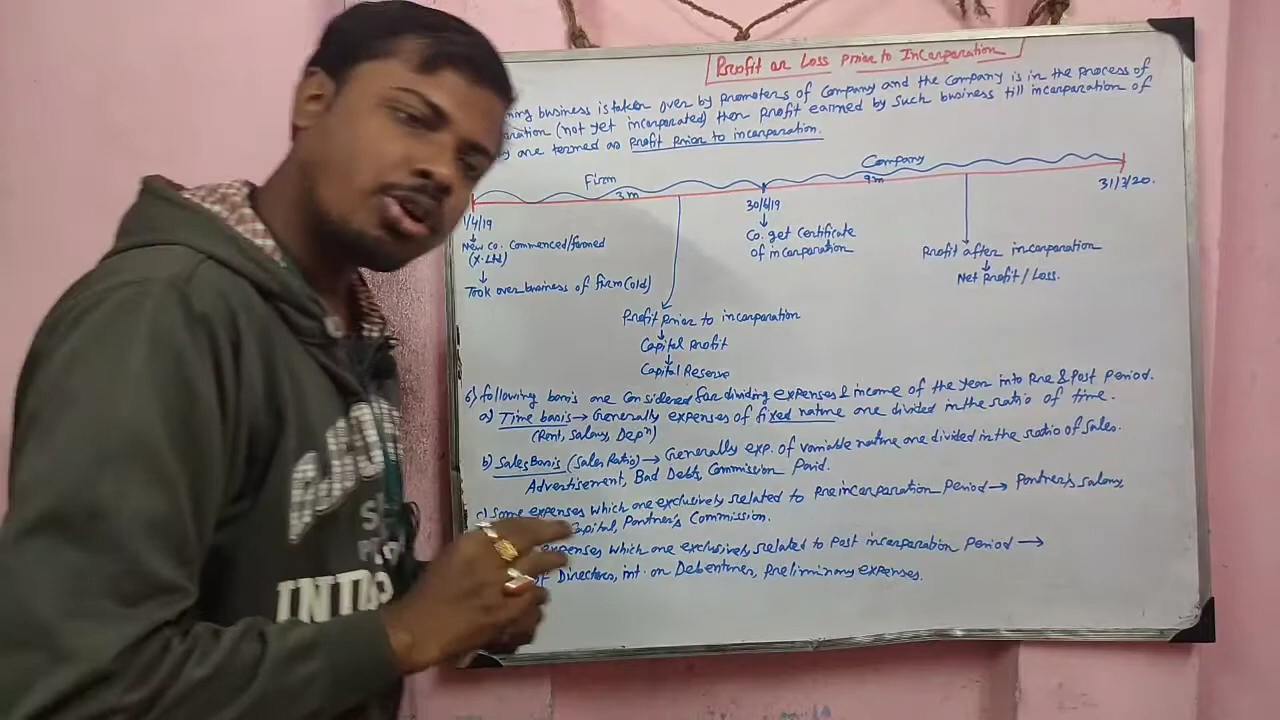 Profit or Loss Prior to Incorporation
business is taken over by promoters of Company and the Company is in the process of
(not yet incorporated) then profit earned by such business till incorporation of
are termed as Profit Prior to incorporation.
Firm
3m
Company
9m
1/4/19
30/6/19
31/3/20.
New co. Commenced/formed
(X. Ltd)
Took over business of firm (old)
Co. get certificate
of incorporation
Profit after incorporation
Net Profit / Loss.
Profit Prior to incorporation
Capital Profit
Capital Reserve
6) following basis are Considered for dividing expenses & income of the year into Pre & Post Period.
a) Time basis → Generally expenses of fixed nature are divided in the ratio of time.
(Rent, Salary, Depn)
b) Sales Basis (Sales Ratio) → Generally exp. of variable nature are divided in the ratio of sales.
Advertisement, Bad Debts, Commission Paid.
c) Some expenses which are exclusively related to Preincorporation Period → Partner's salary,
Capital, Partner's Commission.
expenses which are exclusively related to Post incorporation Period →
of Directors, int. on Debentures, preliminary expenses.